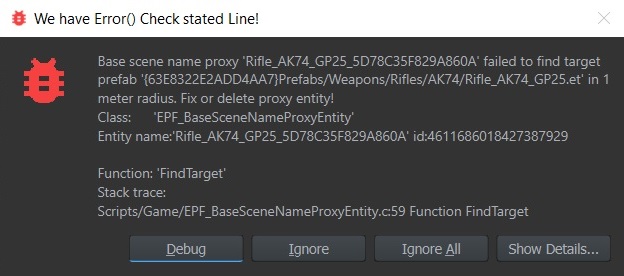 We have Error() Check stated Line!
Base scene name proxy 'Rifle_AK74_GP25_5D78C35F829A860A' failed to find target
prefab '{63E8322E2ADD4AA7}Prefabs/Weapons/Rifles/AK74/Rifle_AK74_GP25.et' in 1
meter radius. Fix or delete proxy entity!
Class: 'EPF_BaseSceneNameProxyEntity'
Entity name:'Rifle_AK74_GP25_5D78C35F829A860A' id:4611686018427387929
Function: 'FindTarget'
Stack trace:
Scripts/Game/EPF_BaseSceneNameProxyEntity.c:59 Function FindTarget
Debug Ignore Ignore All Show Details...